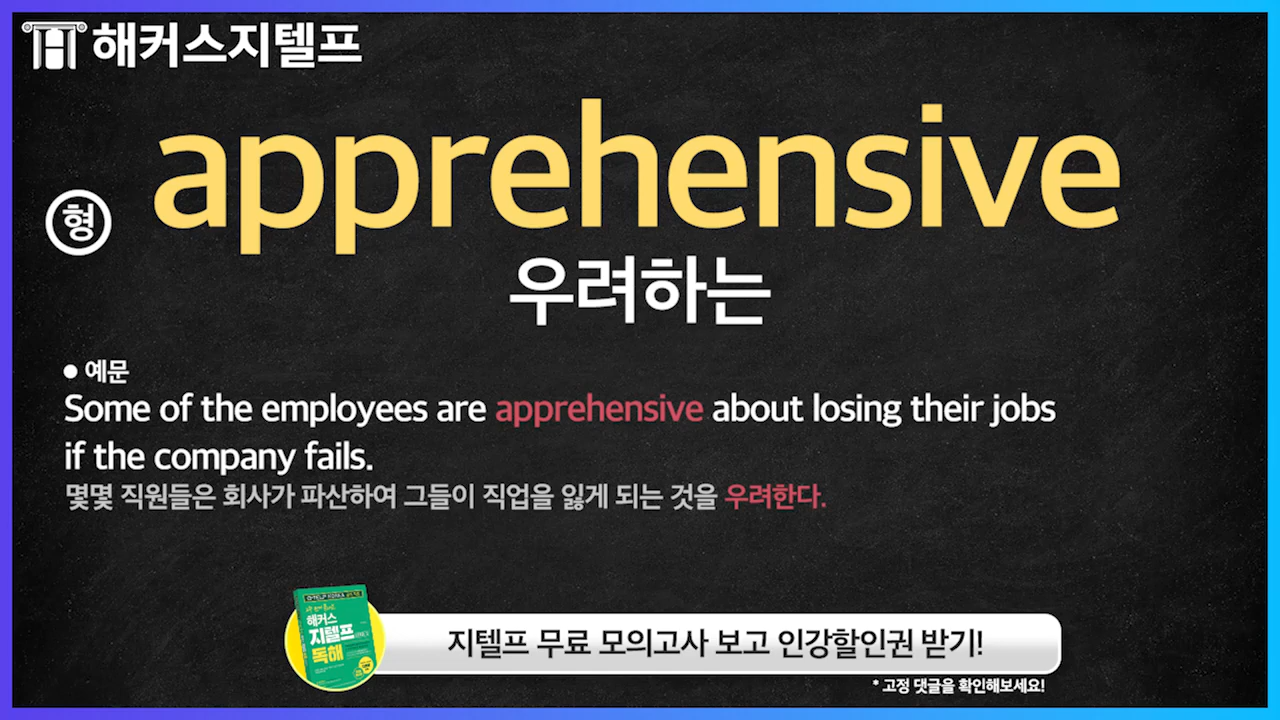 해커스지텔프
apprehensive
형
우려하는
● 예문
Some of the employees are apprehensive about losing their jobs
if the company fails.
몇몇 직원들은 회사가 파산하여 그들이 직업을 잃게 되는 것을 우려한다.
해커스
지텔프
독해
지텔프 무료 모의고사 보고 인강할인권 받기!
* 고정 댓글을 확인해보세요!